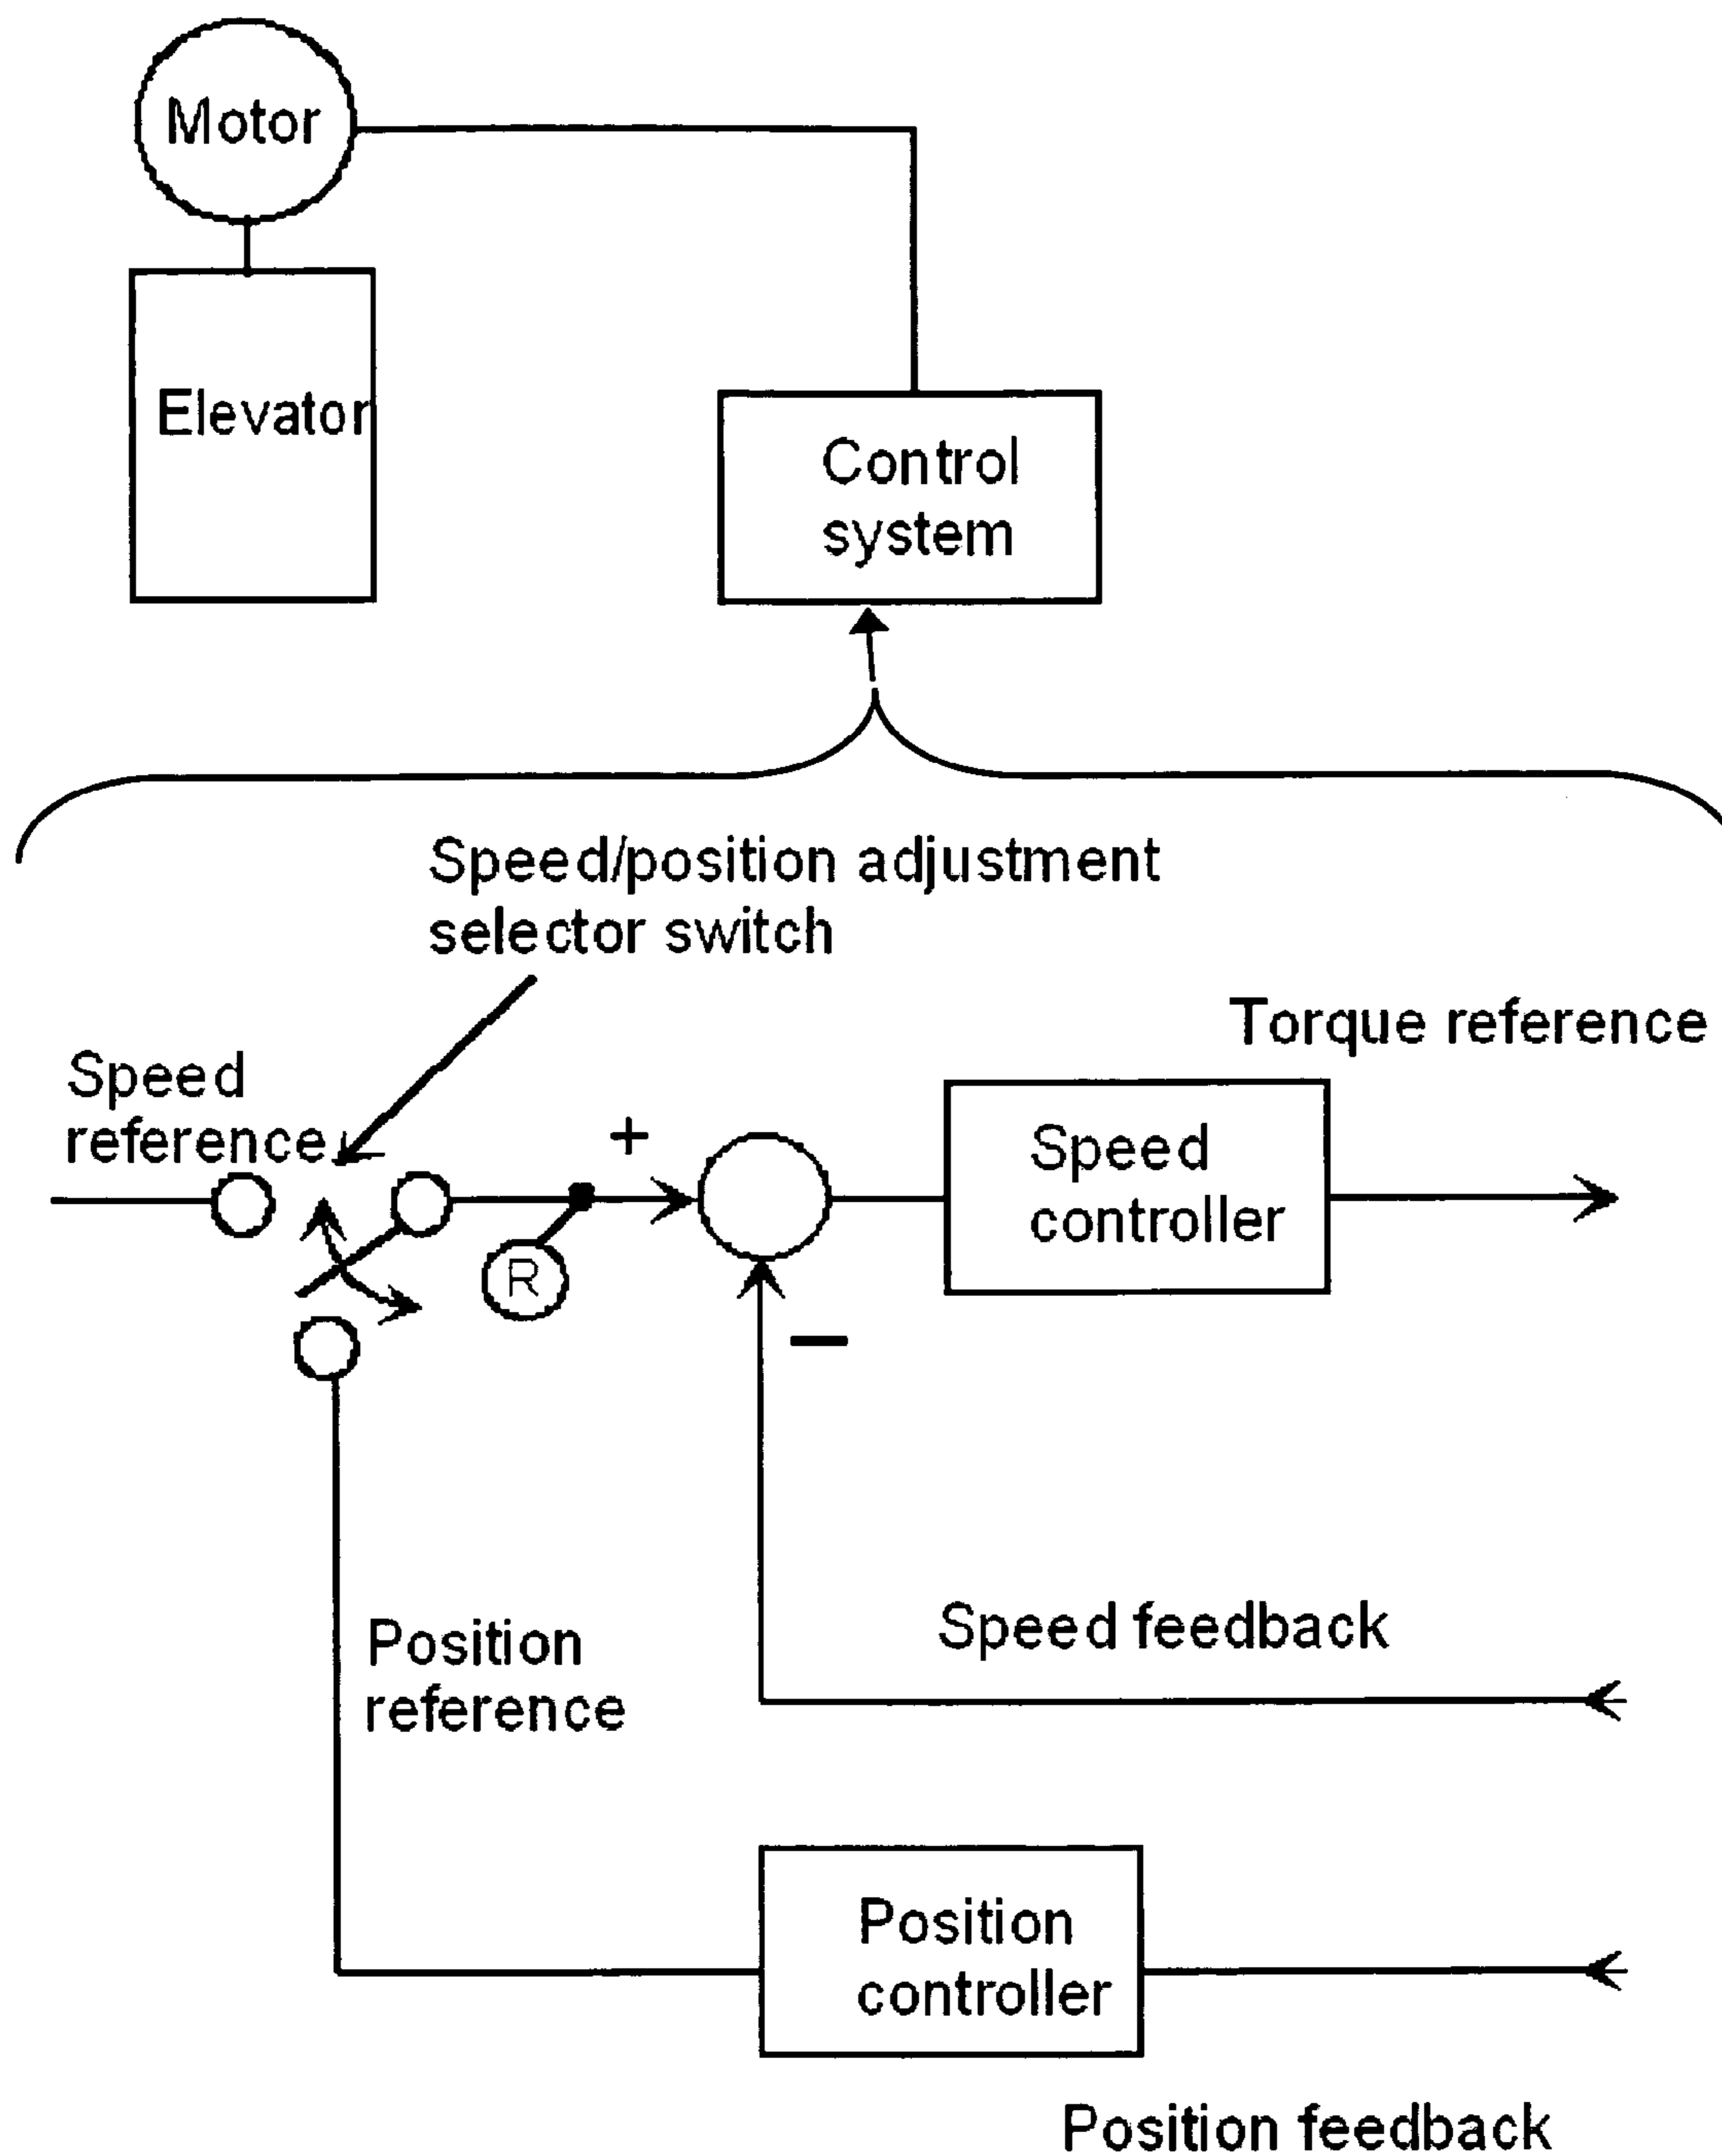 Motor
Elevator
Control
system
Speed/position adjustment
selector switch
Torque reference
Speed
reference
+
Speed
controller
R
−
Speed feedback
Position
reference
Position
controller
Position feedback